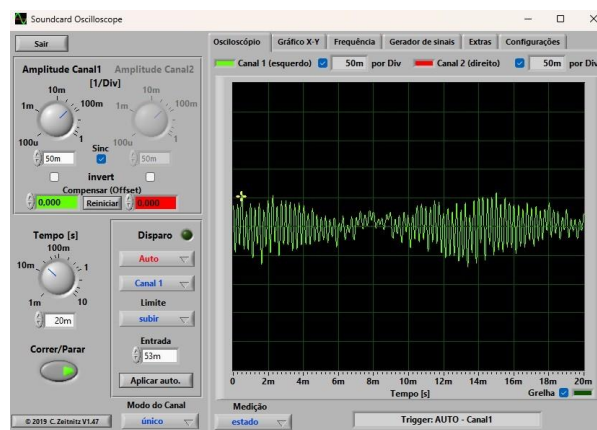 Soundcard Oscilloscope
Sair
Osciloscópio Gráfico X-Y Frequência Gerador de sinais Extras Configurações
Canal 1 (esquerdo) 50m por Div Canal 2 (direito) 50m por Div
Amplitude Canal1 Amplitude Canal2
[1/Div]
10m 10m
1m 100m 100m
100u 1 100u 1
Sinc
50m 50m
invert
Compensar (Offset)
0,000 Reiniciar 0,000
Tempo [s]
100m
10m 1
1m 10
20m
Correr/Parar
Disparo
Auto
Canal 1
Limite
subir
Entrada
53m
Aplicar auto.
Modo do Canal
único
© 2019 C. Zeitnitz V1.47
0 2m 4m 6m 8m 10m 12m 14m 16m 18m 20m
Tempo [s]
Grelha
Medição
estado
Trigger: AUTO - Canal1